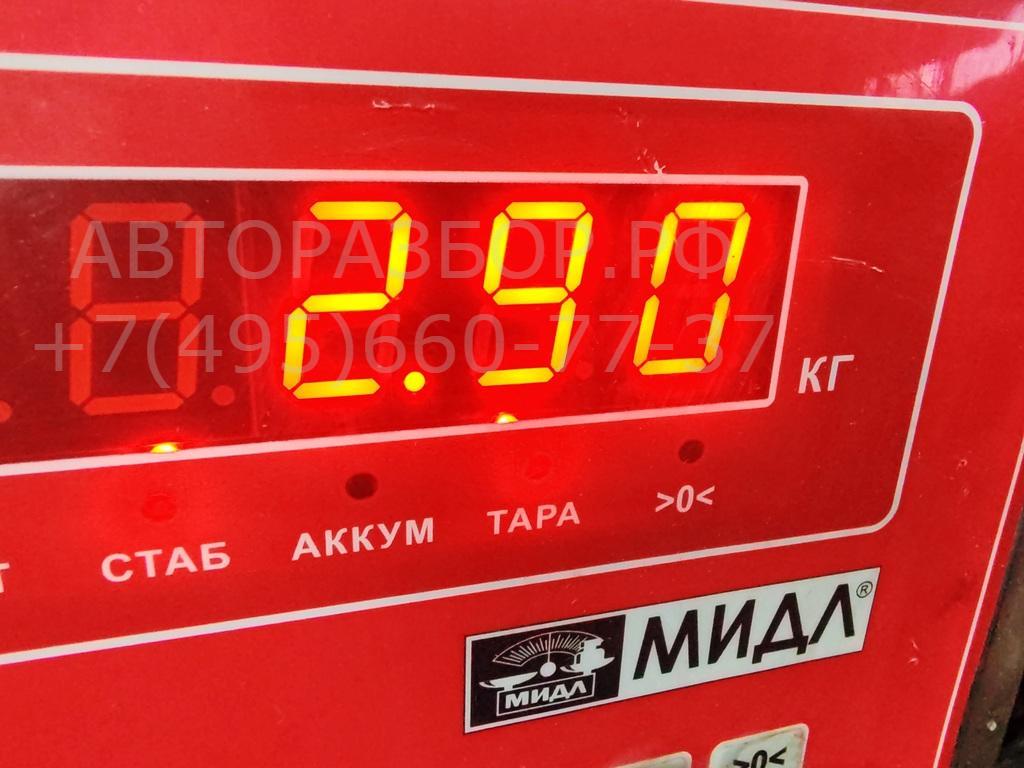 АВТОРАЗБОР.РФ
+7(495)660-77-37
2.90
КГ
СТАБ
АККУМ
ТАРА
>0<
МИДЛ
МИДЛ®
>0<